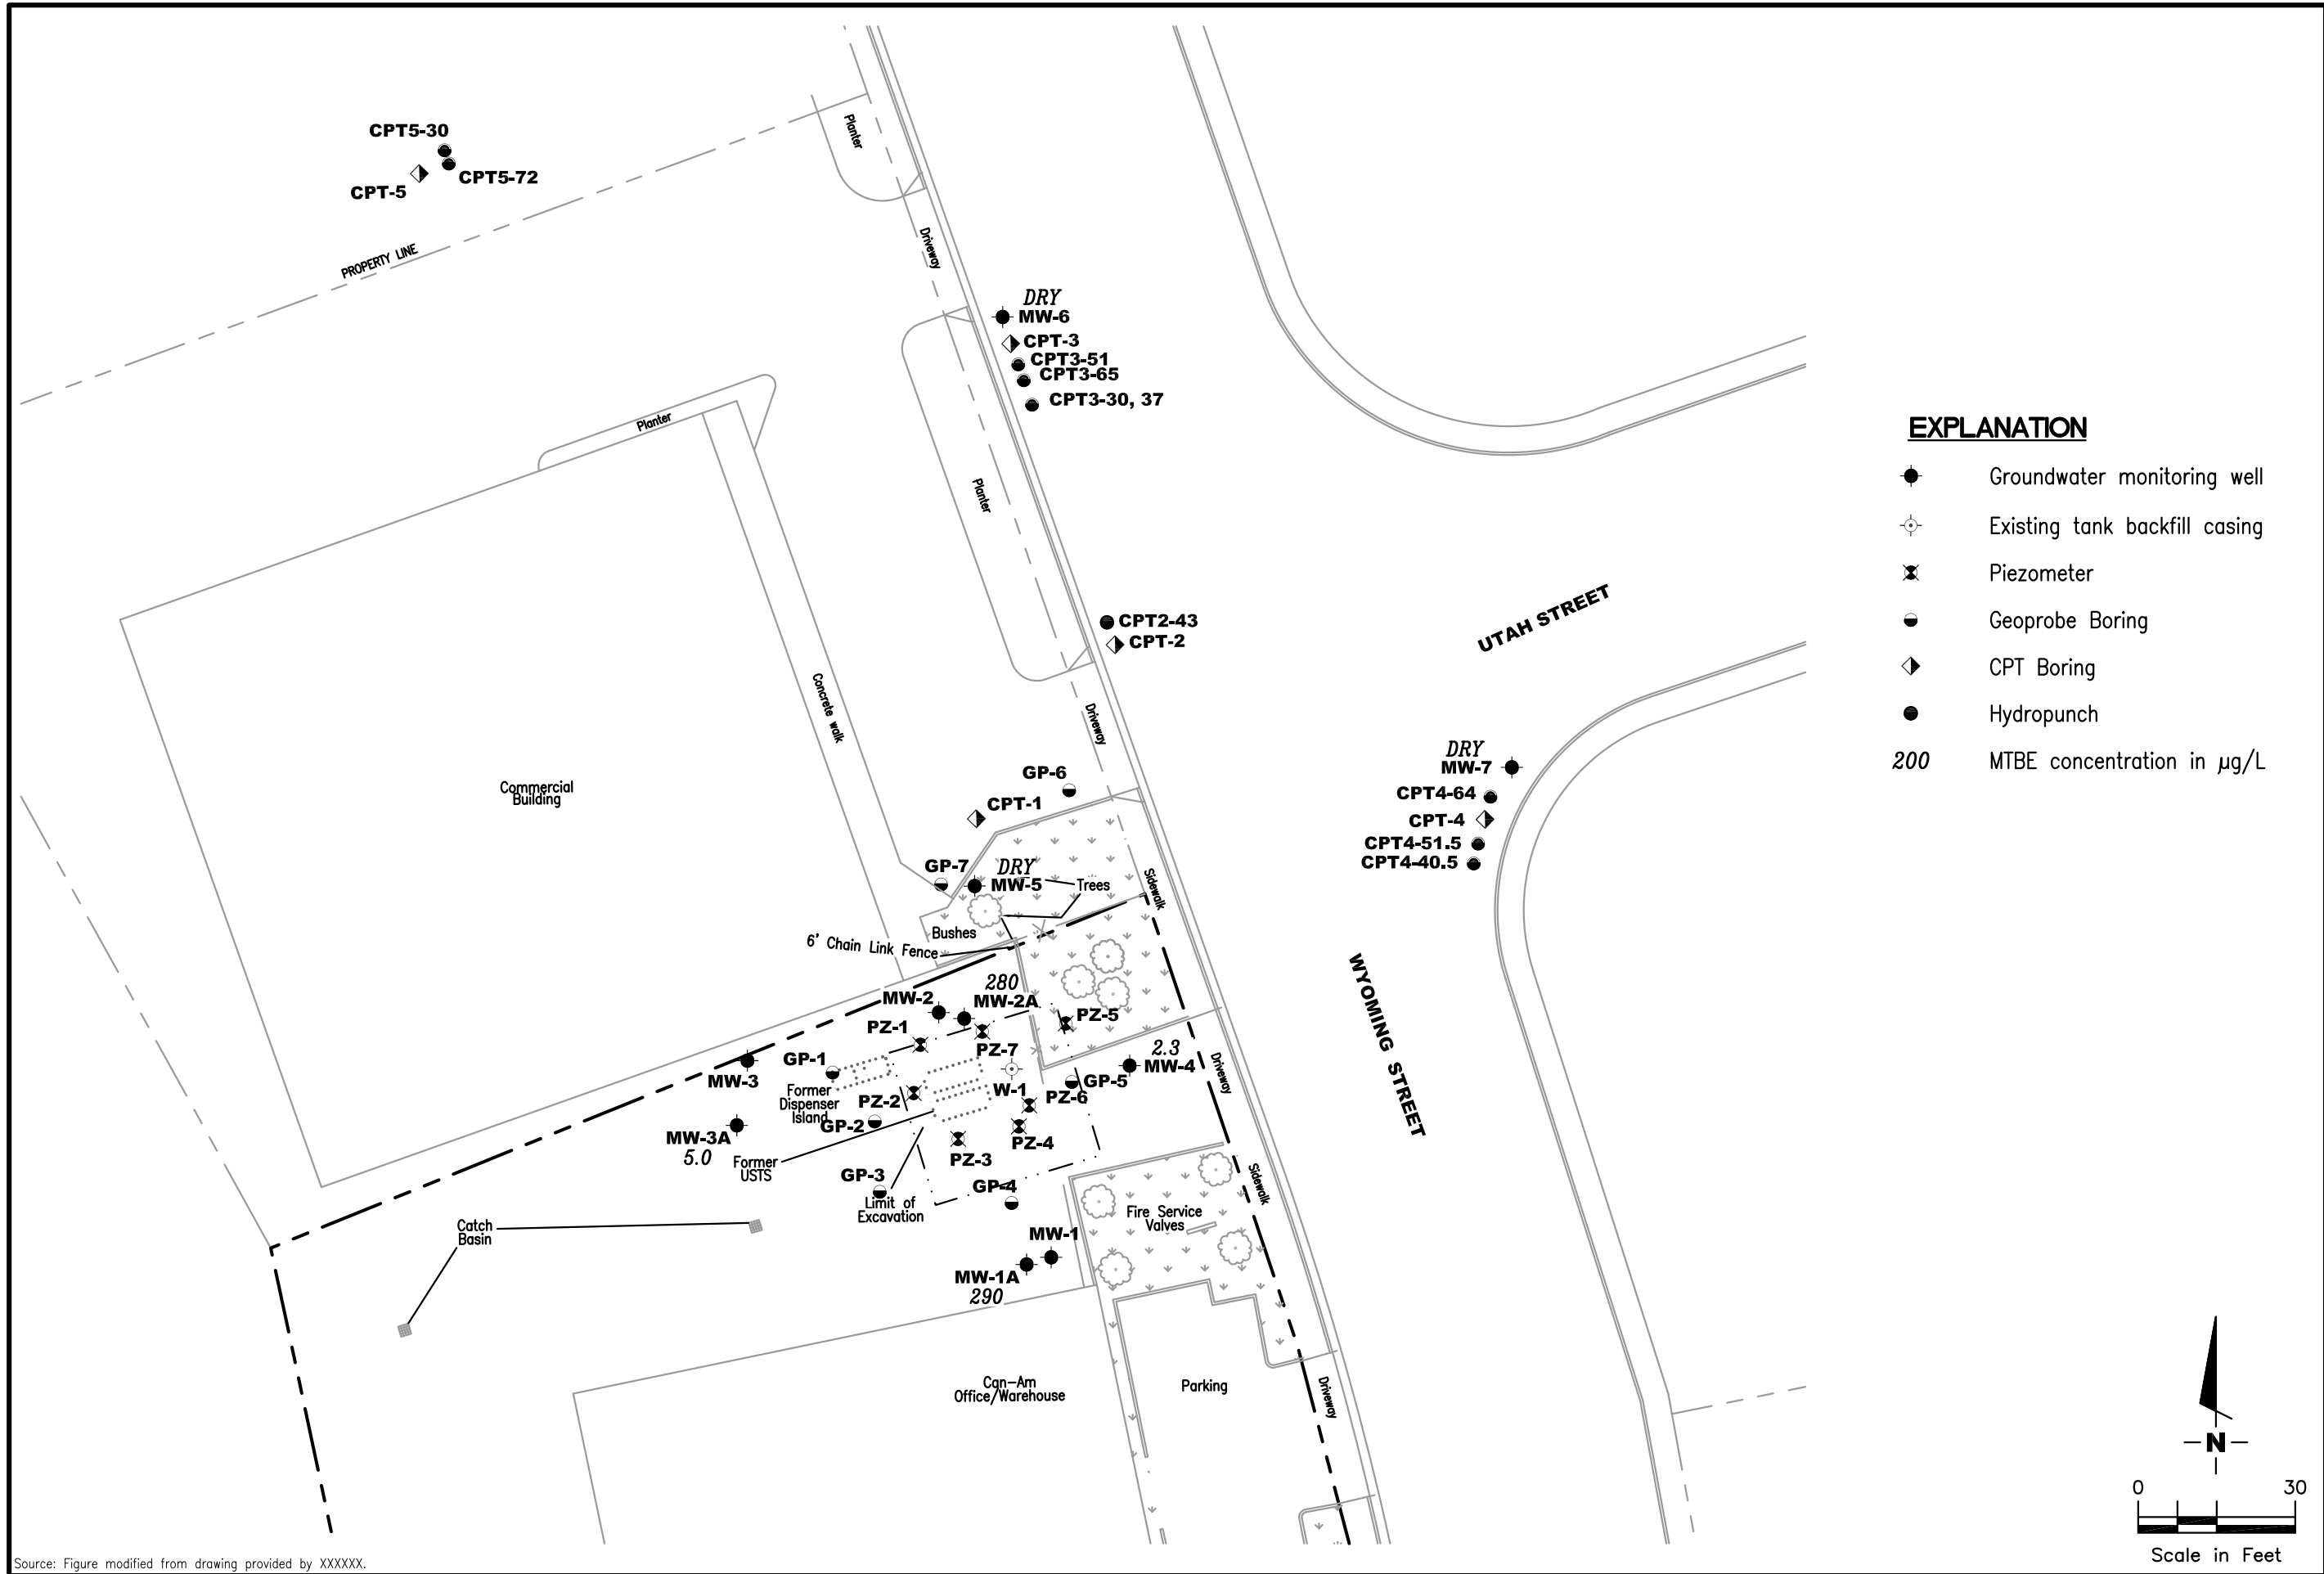 CPT5-30
CPT5-72
CPT-5
PROPERTY LINE
Planter
Driveway
DRY
MW-6
CPT-3
CPT3-51
CPT3-65
CPT3-30, 37
Planter
Planter
CPT2-43
CPT-2
UTAH STREET
Concrete walk
Driveway
Commercial
Building
GP-6
CPT-1
DRY
MW-7
CPT4-64
CPT-4
CPT4-51.5
CPT4-40.5
GP-7
DRY
MW-5
Trees
Sidewalk
Bushes
6' Chain Link Fence
WYOMING STREET
280
MW-2
MW-2A
PZ-1
PZ-5
PZ-7
2.3
MW-4
Driveway
GP-1
MW-3
Former
Dispenser
Island
PZ-2
W-1
GP-5
PZ-6
GP-2
MW-3A
5.0
Former
USTS
PZ-3
PZ-4
GP-3
GP-4
Limit of
Excavation
Sidewalk
Fire Service
Valves
Catch
Basin
MW-1
MW-1A
290
Can-Am
Office/Warehouse
Parking
Driveway
EXPLANATION
Groundwater monitoring well
Existing tank backfill casing
Piezometer
Geoprobe Boring
CPT Boring
Hydropunch
200 MTBE concentration in µg/L
N
0 30
Scale in Feet
Source: Figure modified from drawing provided by XXXXXX.